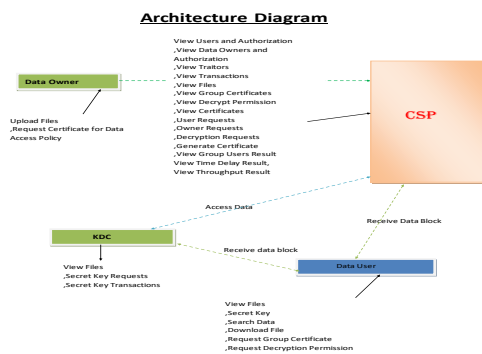 Architecture Diagram
View Users and Authorization
,View Data Owners and
Authorization
,View Traitors
,View Transactions
,View Files
,View Group Certificates
,View Decrypt Permission
,View Certificates
,User Requests
,Owner Requests
,Decryption Requests
,Generate Certificate
,View Group Users Result
View Time Delay Result,
,View Throughput Result
Data Owner
Upload Files
,Request Certificate for Data
Access Policy
CSP
Access Data
Receive Data Block
KDC
Receive data block
View Files
,Secret Key Requests
,Secret Key Transactions
Data User
View Files
,Secret Key
,Search Data
,Download File
,Request Group Certificate
,Request Decryption Permission